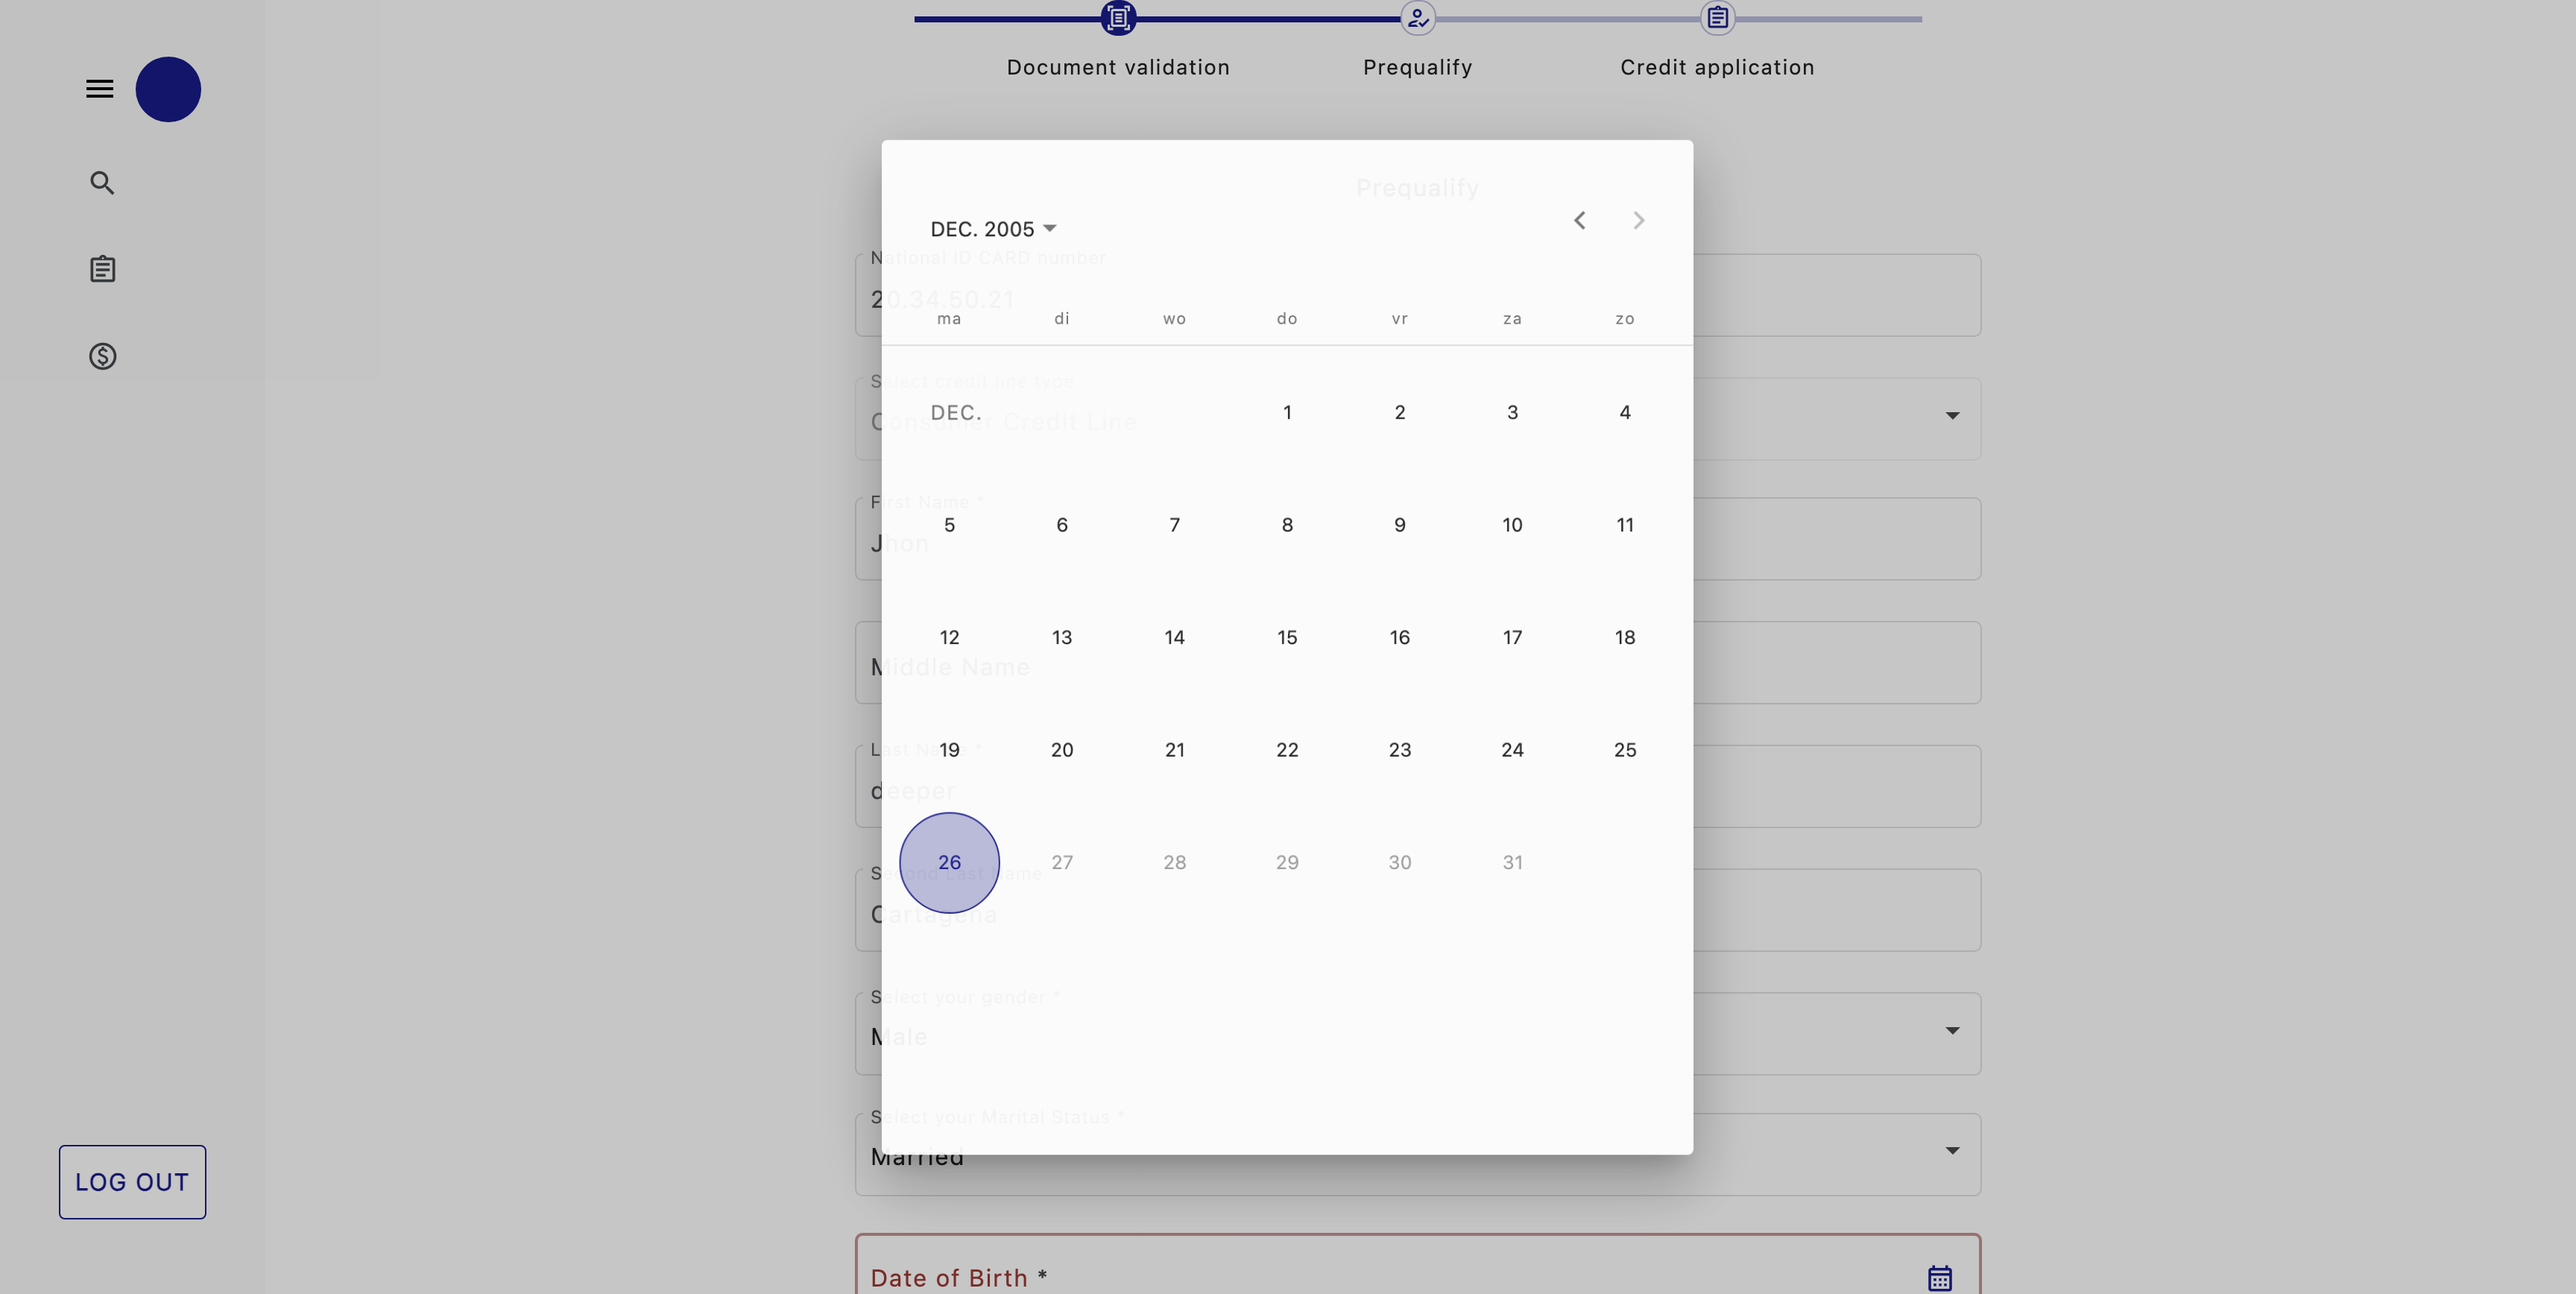 Document validation
Prequalify
Credit application
Prequalify
DEC. 2005
National ID CARD number
20.34.50.21
ma di wo do vr za zo
Select credit line type
DEC. 1 2 3 4
Consumer Credit Line
First Name *
5 6 7 8 9 10 11
Jhon
12 13 14 15 16 17 18
Middle Name
Last Name *
19 20 21 22 23 24 25
deeper
26 27 28 29 30 31
Second Last Name
Cartagena
Select your gender *
Male
Select your Marital Status *
Married
LOG OUT
Date of Birth *